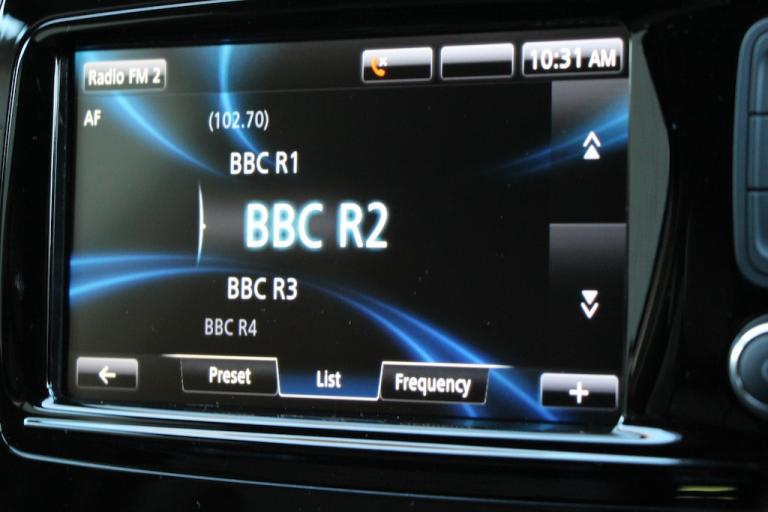 Radio FM 2
10:31 AM
AF
(102.70)
BBC R1
BBC R2
BBC R3
BBC R4
Preset
List
Frequency
+